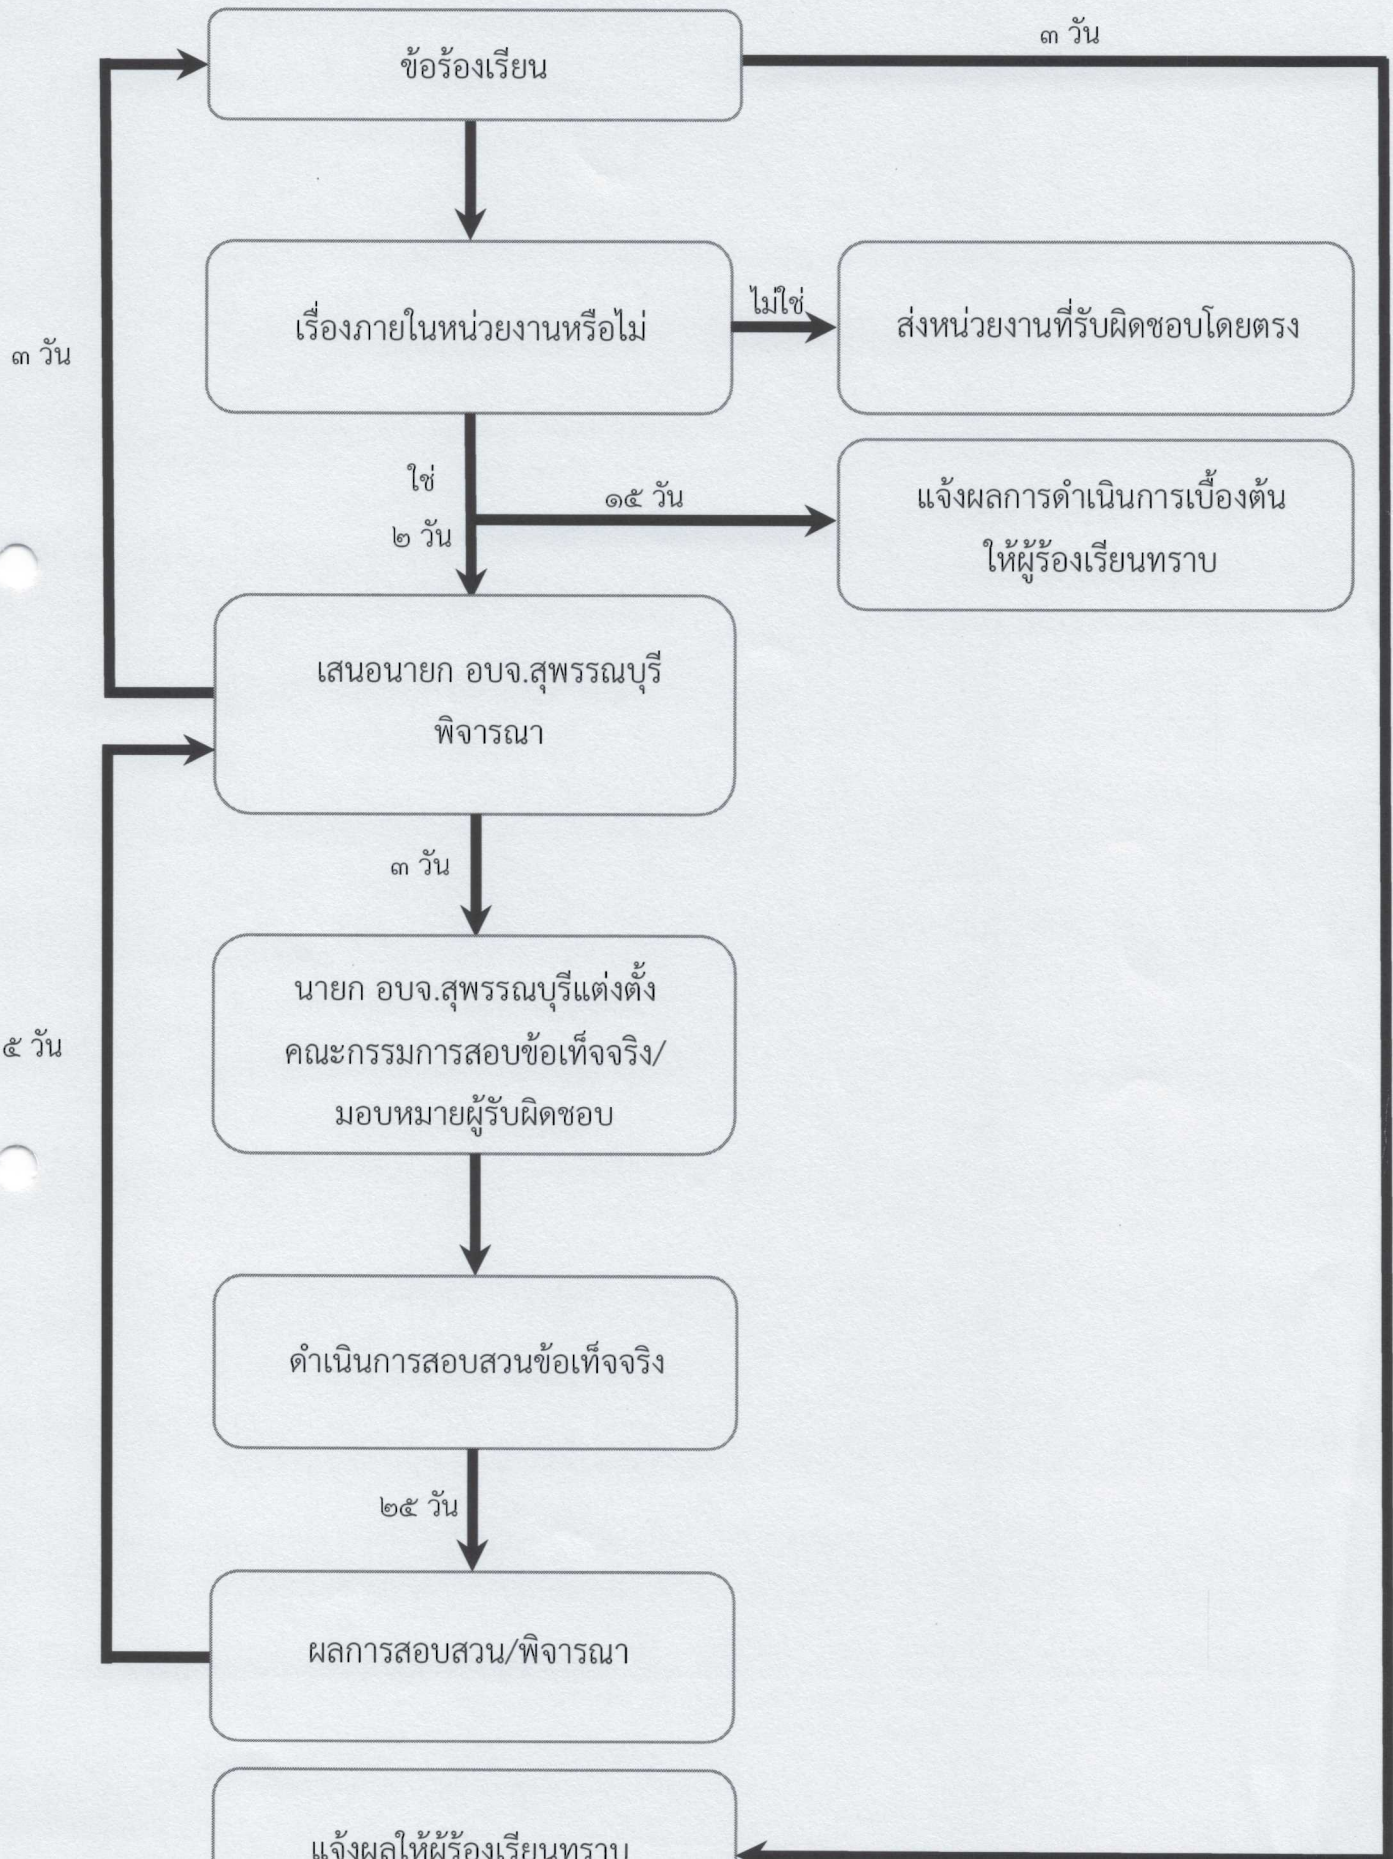 ข้อร้องเรียน
๓ วัน
เรื่องภายในหน่วยงานหรือไม่
ไม่ใช่
ส่งหน่วยงานที่รับผิดชอบโดยตรง
๓ วัน
ใช่
๒ วัน
๑๕ วัน
แจ้งผลการดำเนินการเบื้องต้น
ให้ผู้ร้องเรียนทราบ
เสนอนายก อบจ.สุพรรณบุรี
พิจารณา
๓ วัน
นายก อบจ.สุพรรณบุรีแต่งตั้ง
คณะกรรมการสอบข้อเท็จจริง/
มอบหมายผู้รับผิดชอบ
๕ วัน
ดำเนินการสอบสวนข้อเท็จจริง
๒๕ วัน
ผลการสอบสวน/พิจารณา
แจ้งผลให้ผู้ร้องเรียนทราบ